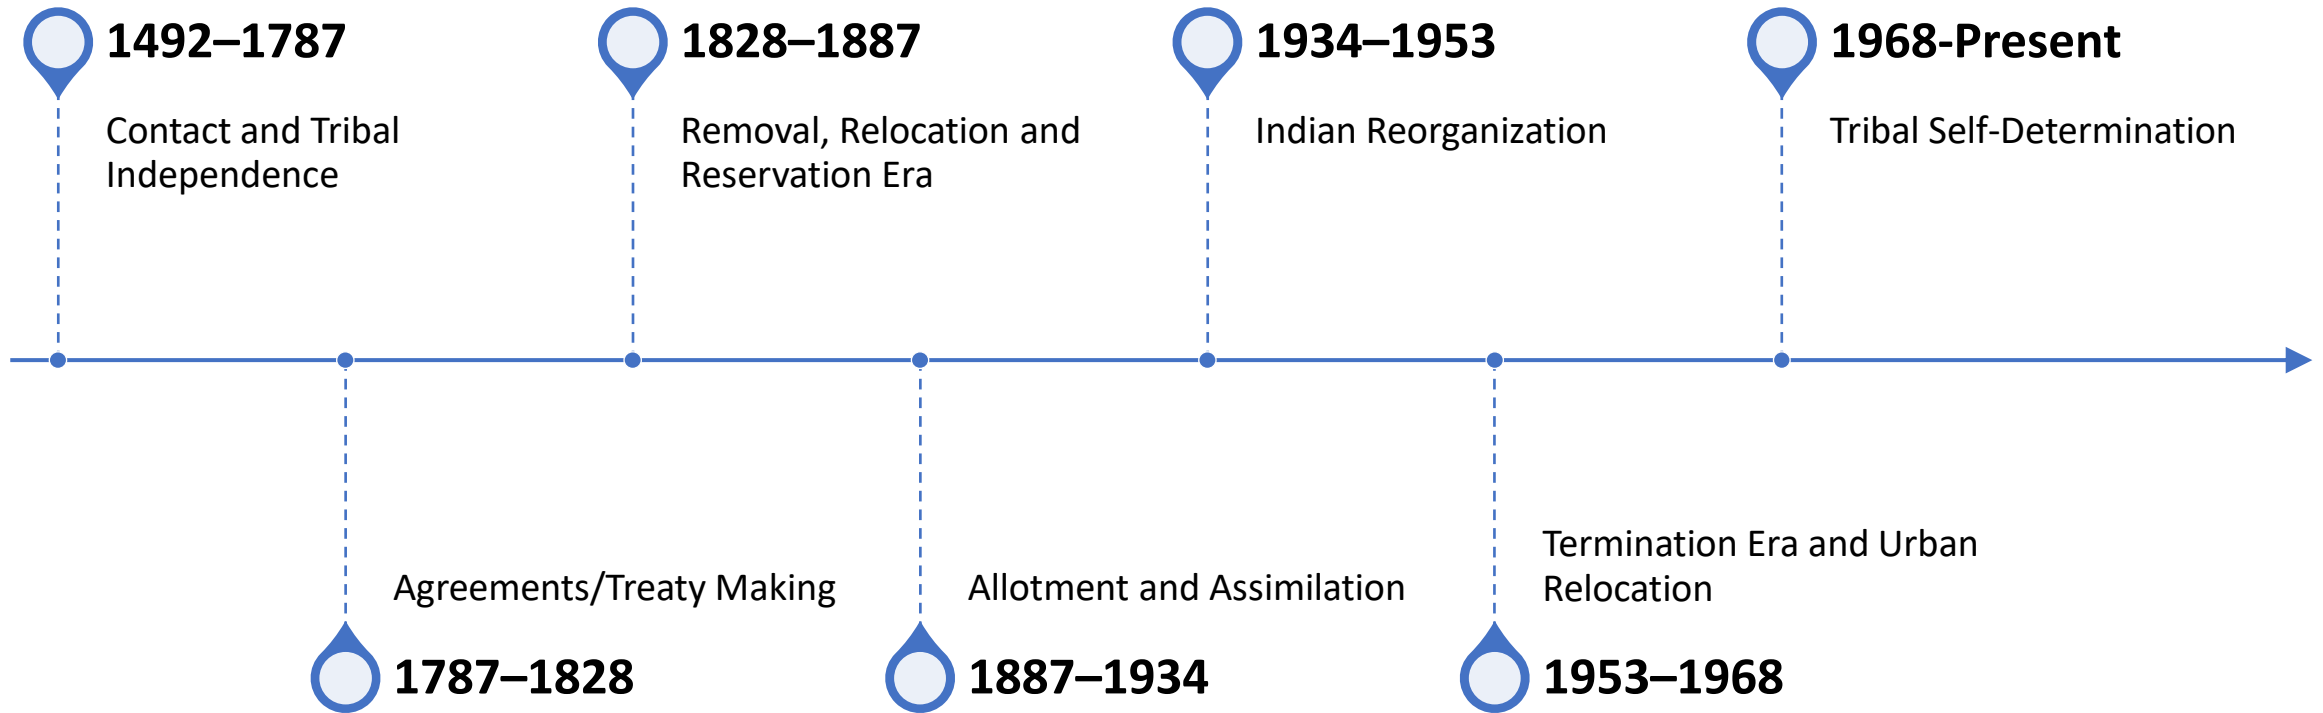 1492–1787
Contact and Tribal
Independence
1787–1828
Agreements/Treaty Making
1828–1887
Removal, Relocation and
Reservation Era
1887–1934
Allotment and Assimilation
1934–1953
Indian Reorganization
1953–1968
Termination Era and Urban
Relocation
1968-Present
Tribal Self-Determination